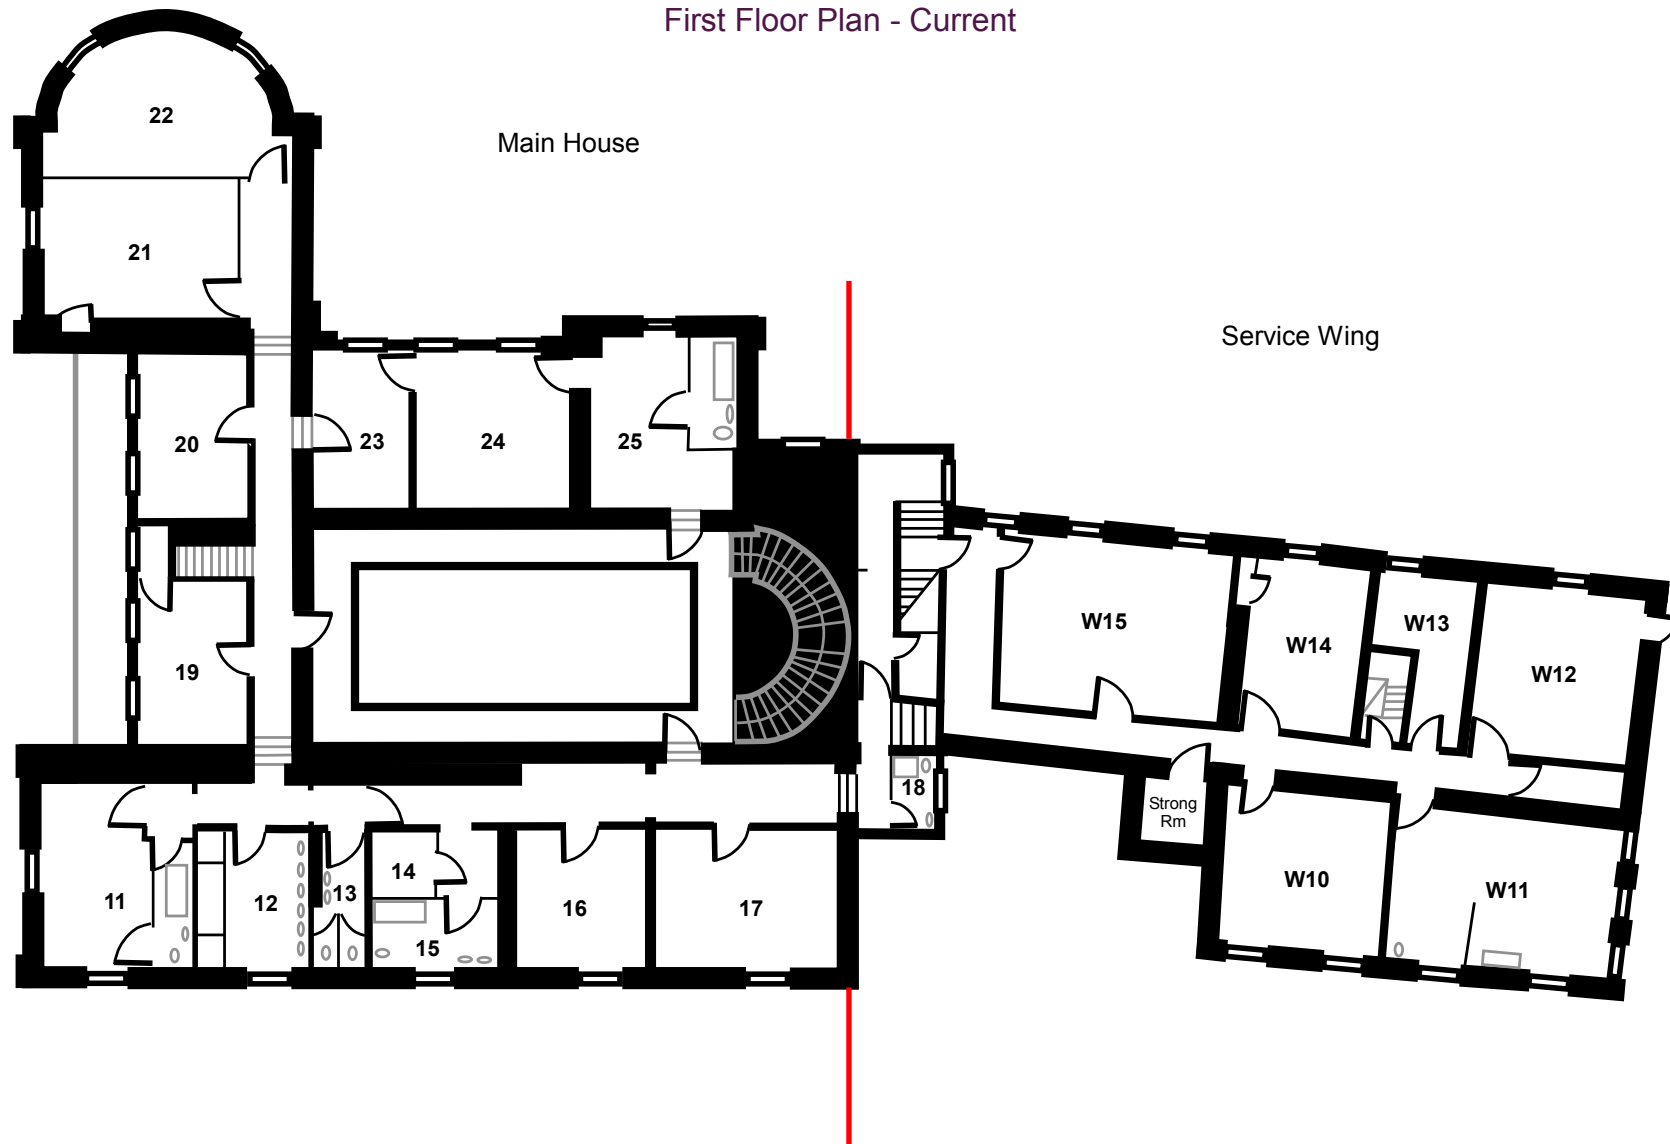 First Floor Plan - Current
Main House
Service Wing
22
21
20
23
24
25
19
18
11
12
13
14
15
16
17
W15
W14
W13
W12
Strong
Rm
W10
W11